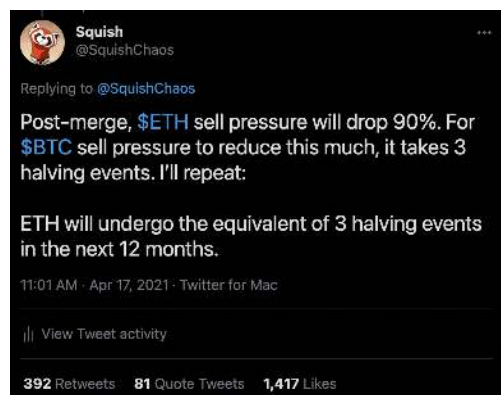 Squish
@SquishChaos
Replying to @SquishChaos
Post-merge, $ETH sell pressure will drop 90%. For
$BTC sell pressure to reduce this much, it takes 3
halving events. I'll repeat:
ETH will undergo the equivalent of 3 halving events
in the next 12 months.
11:01 AM · Apr 17, 2021 · Twitter for Mac
View Tweet activity
392 Retweets 81 Quote Tweets 1,417 Likes